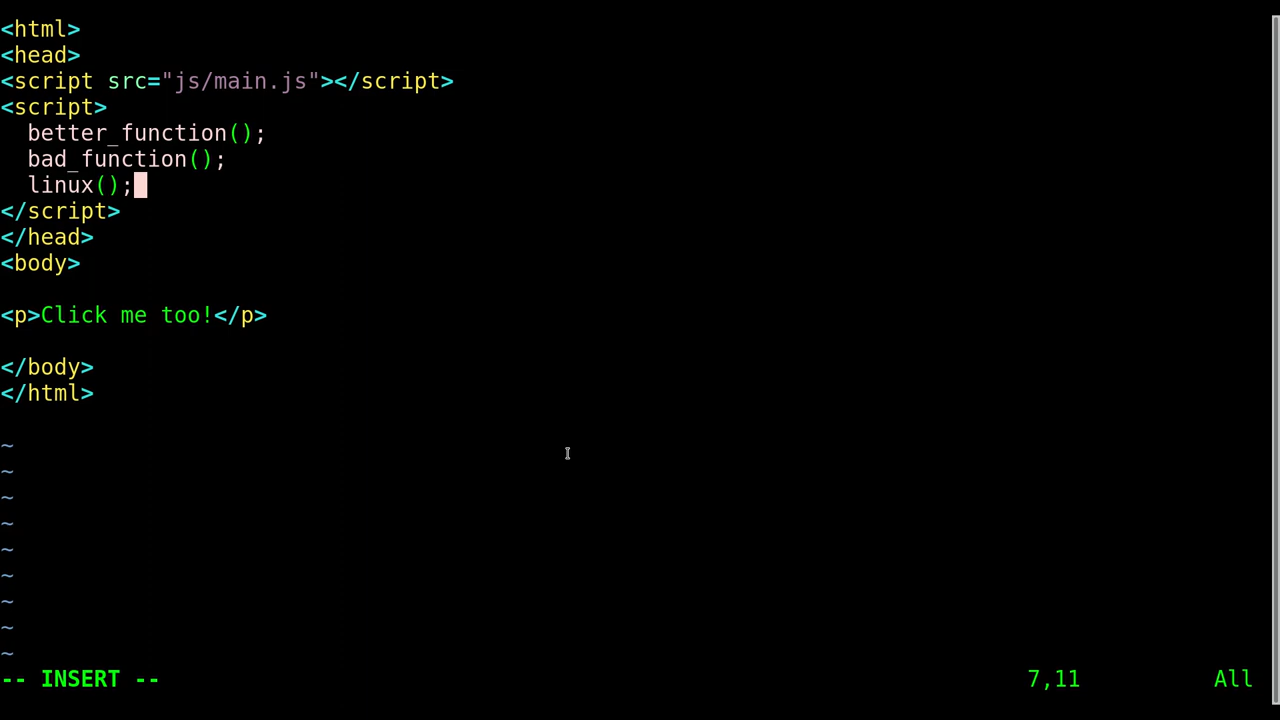 <html>
<head>
<script src="js/main.js"></script>
<script>
  better_function();
  bad_function();
  linux();
</script>
</head>
<body>

<p>Click me too!</p>

</body>
</html>

~
~
~
~
~
~
~
~
~
-- INSERT -- 7,11 All